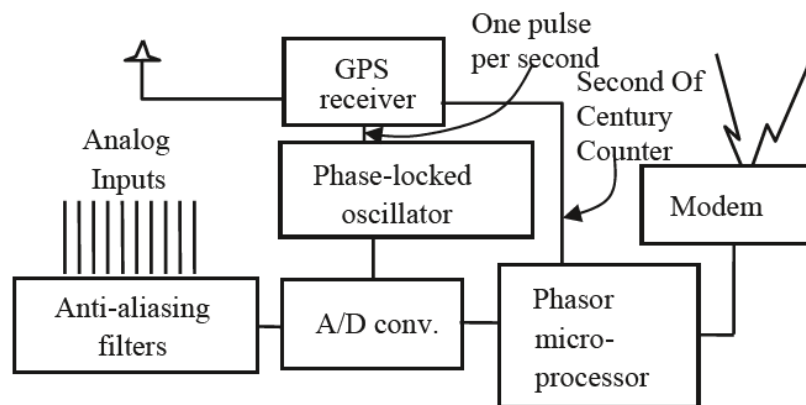 One pulse
per second
GPS
receiver
Second Of
Century
Counter
Analog
Inputs
Phase-locked
oscillator
Modem
Anti-aliasing
filters
A/D conv.
Phasor
micro-
processor